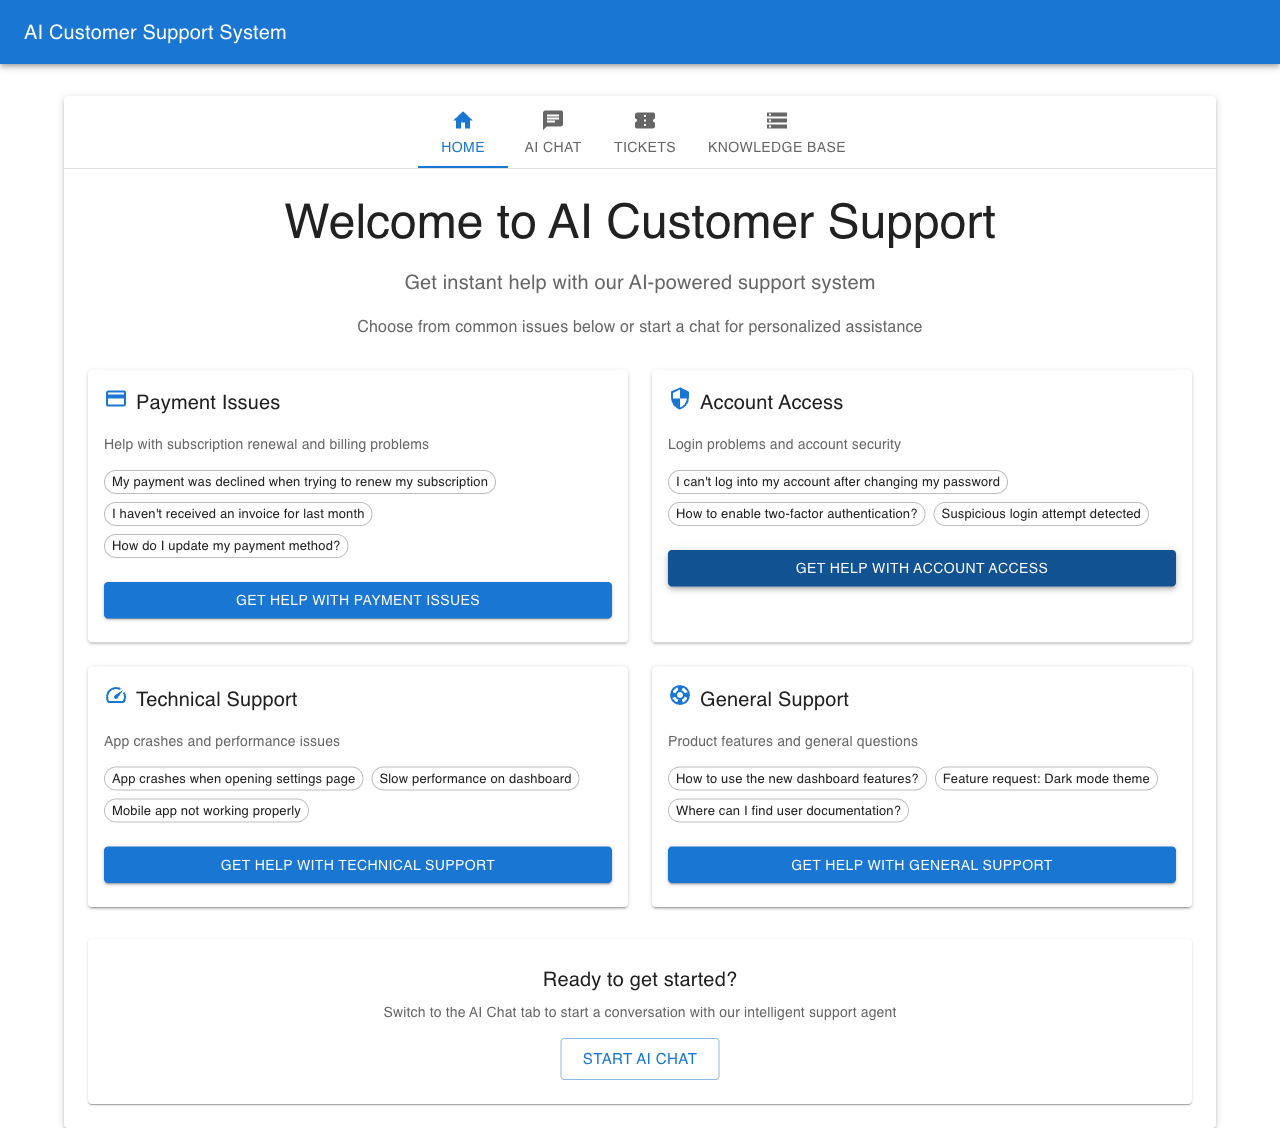 AI Customer Support System
HOME
AI CHAT
TICKETS
KNOWLEDGE BASE
Welcome to AI Customer Support
Get instant help with our AI-powered support system
Choose from common issues below or start a chat for personalized assistance
Payment Issues
Help with subscription renewal and billing problems
My payment was declined when trying to renew my subscription
I haven't received an invoice for last month
How do I update my payment method?
GET HELP WITH PAYMENT ISSUES
Account Access
Login problems and account security
I can't log into my account after changing my password
How to enable two-factor authentication?
Suspicious login attempt detected
GET HELP WITH ACCOUNT ACCESS
Technical Support
App crashes and performance issues
App crashes when opening settings page
Slow performance on dashboard
Mobile app not working properly
GET HELP WITH TECHNICAL SUPPORT
General Support
Product features and general questions
How to use the new dashboard features?
Feature request: Dark mode theme
Where can I find user documentation?
GET HELP WITH GENERAL SUPPORT
Ready to get started?
Switch to the AI Chat tab to start a conversation with our intelligent support agent
START AI CHAT